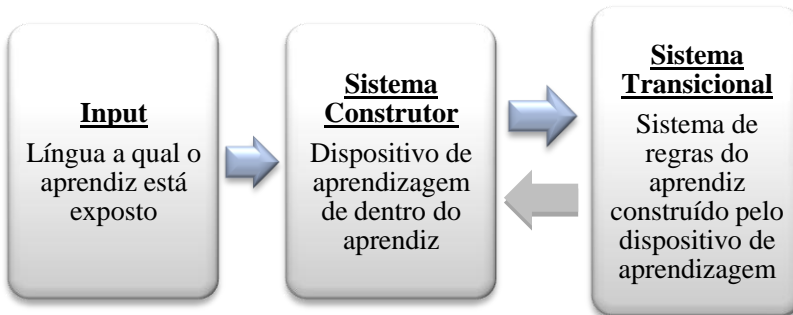 Input
Língua a qual o
aprendiz está
exposto
Sistema
Construtor
Dispositivo de
aprendizagem
de dentro do
aprendiz
Sistema
Transicional
Sistema de
regras do
aprendiz
construído pelo
dispositivo de
aprendizagem